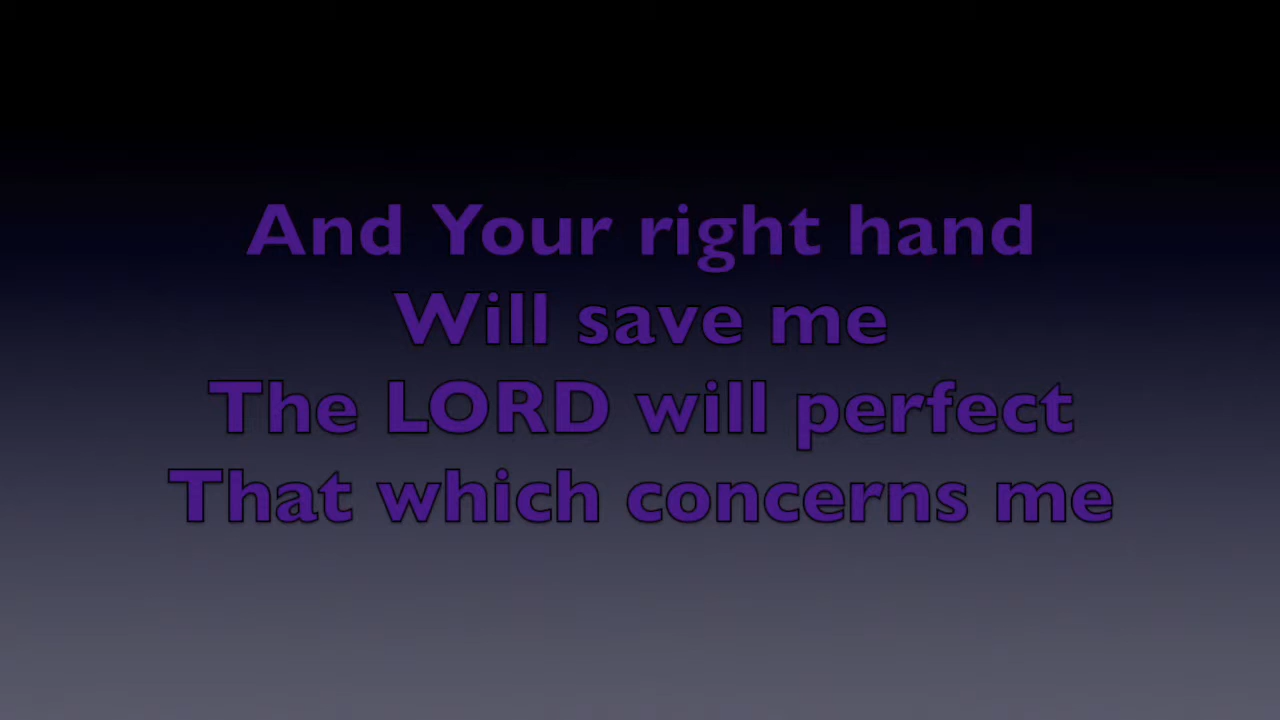 And Your right hand
Will save me
The LORD will perfect
That which concerns me